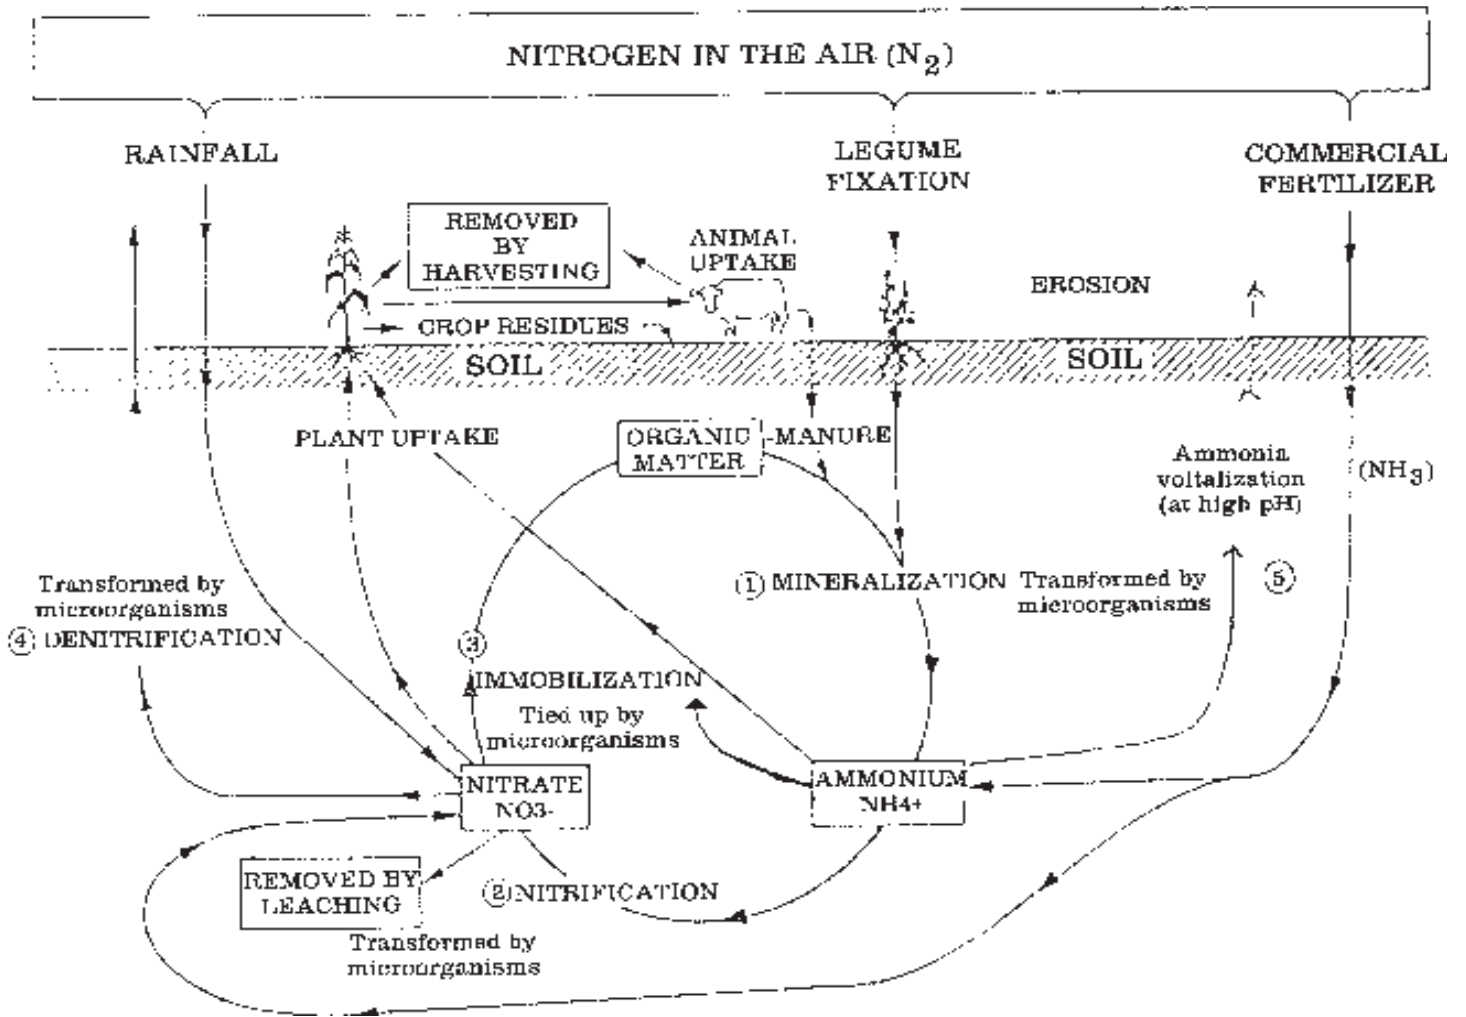 NITROGEN IN THE AIR (N2)
RAINFALL
LEGUME
FIXATION
COMMERCIAL
FERTILIZER
REMOVED
BY
HARVESTING
ANIMAL
UPTAKE
EROSION
CROP RESIDUES
SOIL
SOIL
PLANT UPTAKE
ORGANIC
MATTER
-MANURE
Ammonia
voltalization
(at high pH)
(NH3)
Transformed by
microorganisms
④ DENITRIFICATION
① MINERALIZATION
Transformed by
microorganisms
⑤
③
IMMOBILIZATION
Tied up by
microorganisms
NITRATE
NO3-
AMMONIUM
NH4+
REMOVED BY
LEACHING
② NITRIFICATION
Transformed by
microorganisms